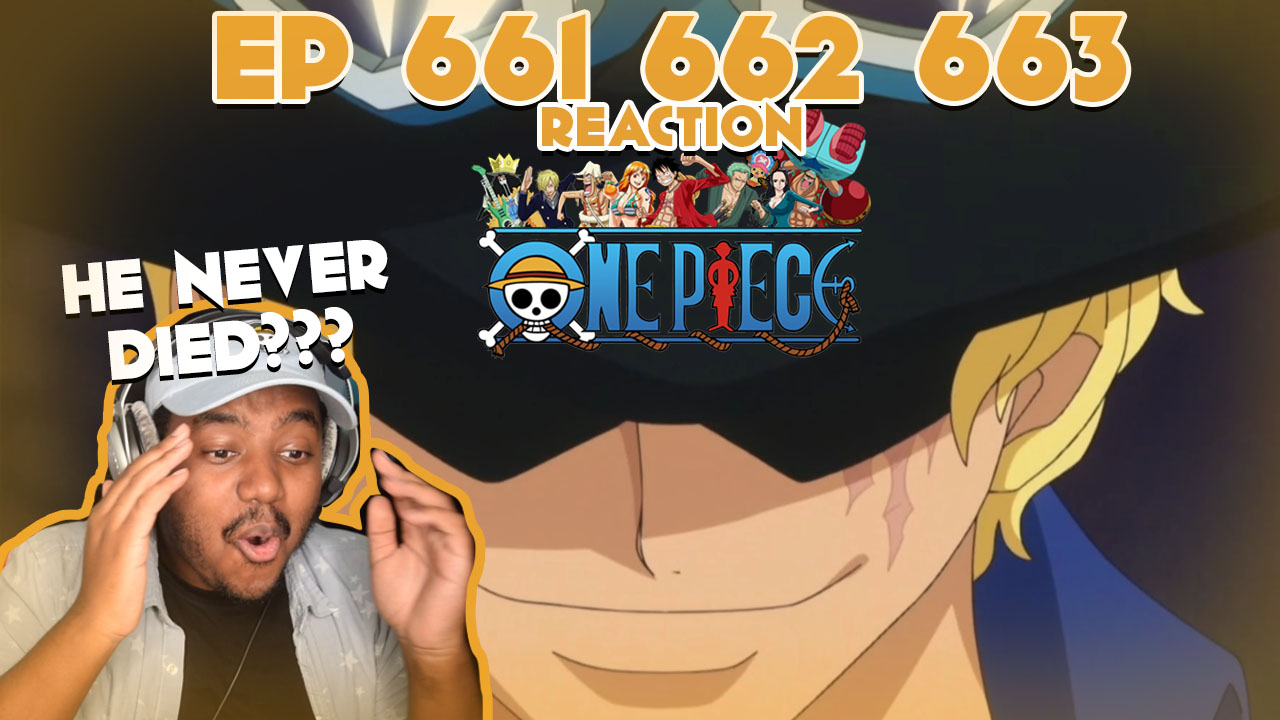 EP 661 662 663
REACTION
ONE PIECE
HE NEVER
DIED???